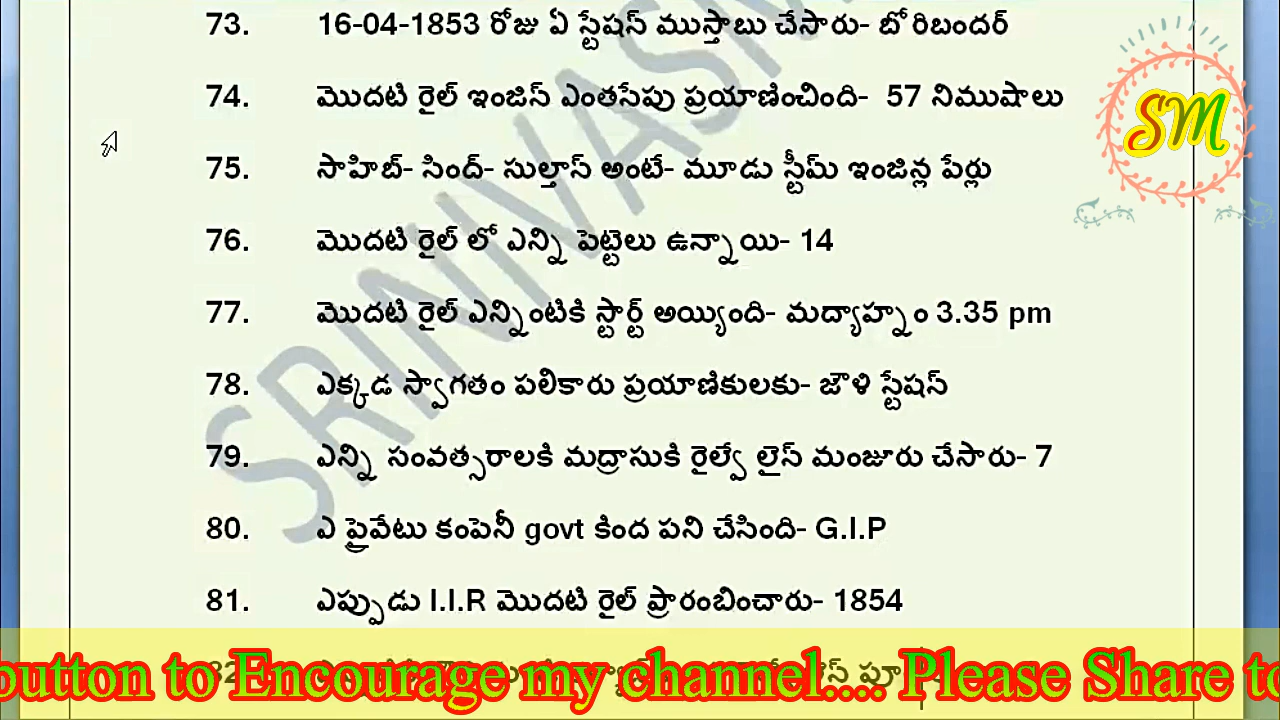 73. 16-04-1853 రోజు ఏ స్టేషన్ ముస్తాబు చేసారు- బోరిబందర్
74. మొదటి రైల్ ఇంజిన్ ఎంతసేపు ప్రయాణించింది- 57 నిముషాలు
75. సాహిబ్- సింద్- సుల్తాన్ అంటే- మూడు స్టీమ్ ఇంజిన్ల పేర్లు
76. మొదటి రైల్ లో ఎన్ని పెట్టెలు ఉన్నాయి- 14
77. మొదటి రైల్ ఎన్నింటికి స్టార్ట్ అయ్యింది- మద్యాహ్నం 3.35 pm
78. ఎక్కడ స్వాగతం పలికారు ప్రయాణికులకు- జౌళి స్టేషన్
79. ఎన్ని సంవత్సరాలకి మద్రాసుకి రైల్వే లైన్ మంజూరు చేసారు- 7
80. ఎ ప్రైవేటు కంపెనీ govt కింద పని చేసింది- G.I.P
81. ఎప్పుడు I.I.R మొదటి రైల్ ప్రారంబించారు- 1854
82
button to Encourage my channel.... Please Share to
SM
SRINIVASM